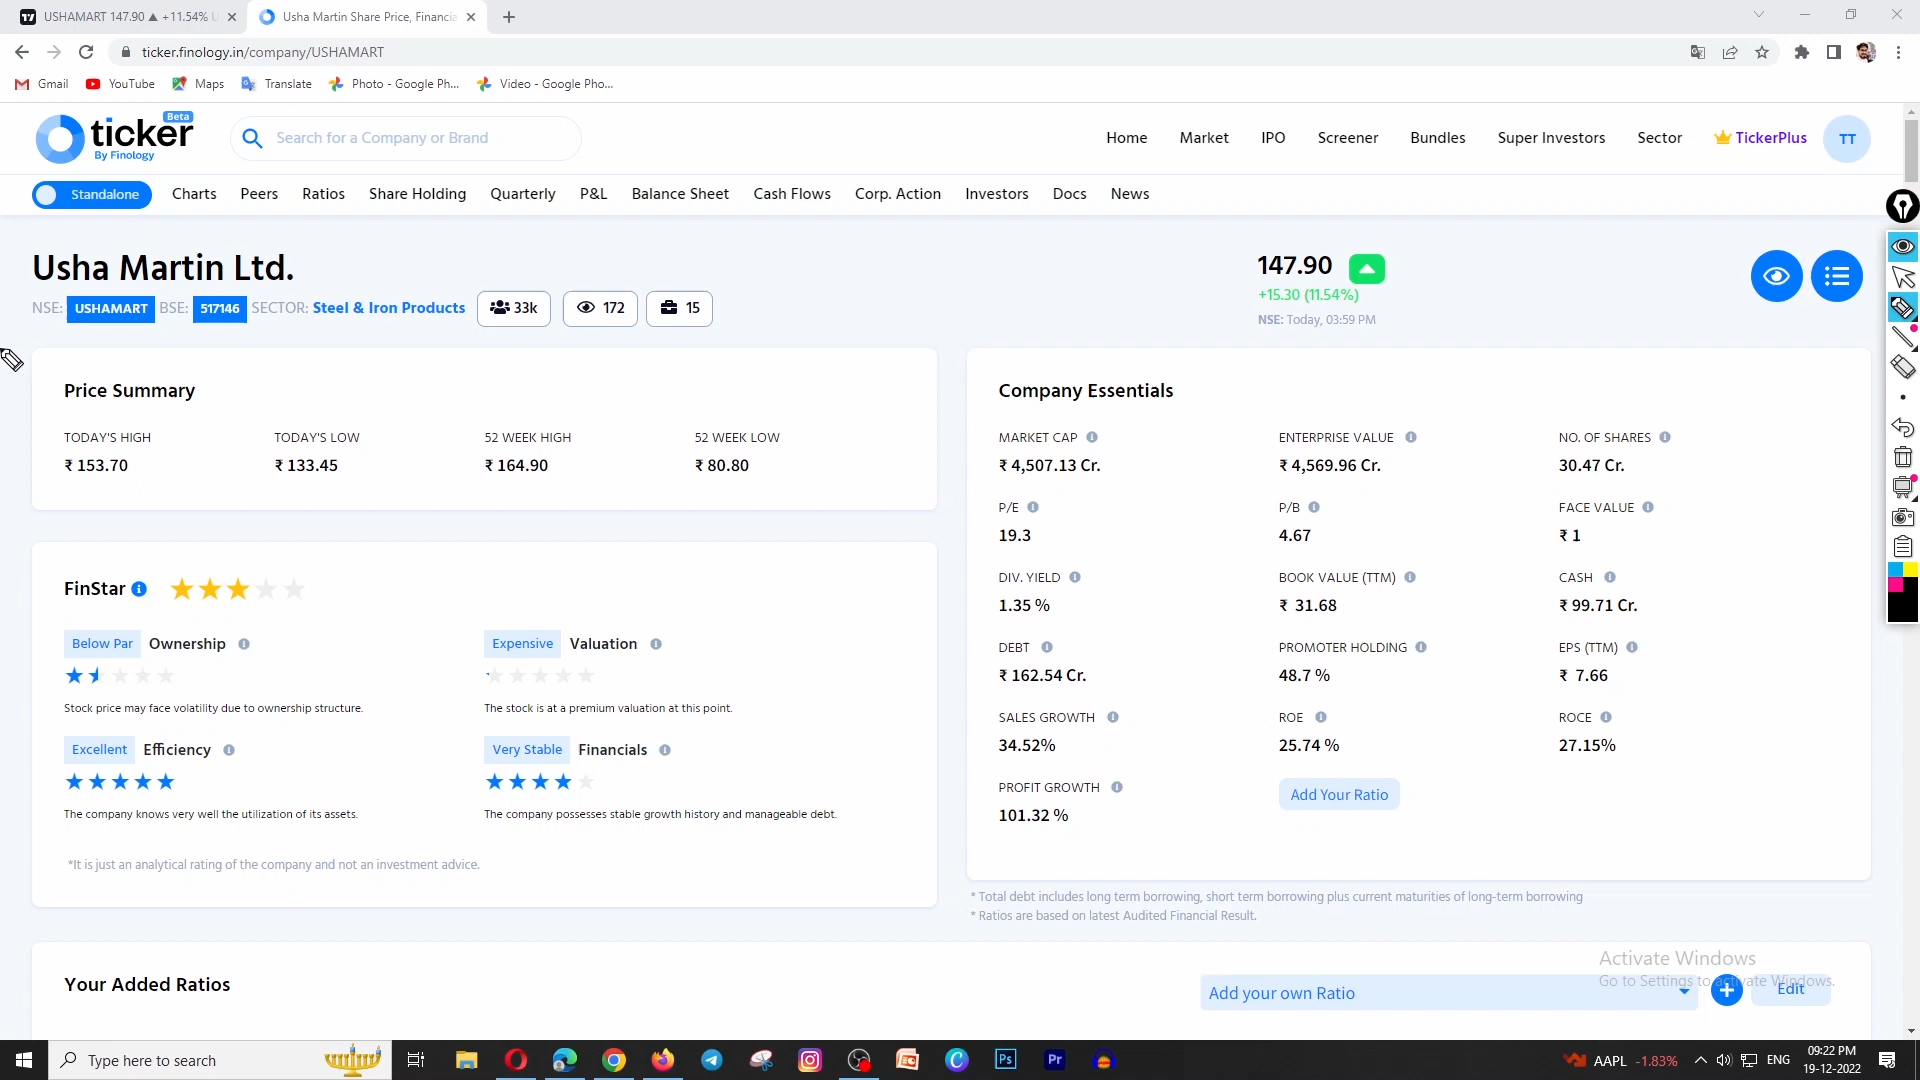 USHAMART 147.90 ▲ +11.54% U
Usha Martin Share Price, Financia
ticker.finology.in/company/USHAMART
Gmail YouTube Maps Translate Photo - Google Ph... Video - Google Pho...
ticker Beta
By Finology
Search for a Company or Brand
Home Market IPO Screener Bundles Super Investors Sector TickerPlus TT
Standalone Charts Peers Ratios Share Holding Quarterly P&L Balance Sheet Cash Flows Corp. Action Investors Docs News
Usha Martin Ltd.
NSE: USHAMART BSE: 517146 SECTOR: Steel & Iron Products 33k 172 15
147.90
+15.30 (11.54%)
NSE: Today, 03:59 PM
Price Summary
TODAY'S HIGH TODAY'S LOW 52 WEEK HIGH 52 WEEK LOW
₹ 153.70 ₹ 133.45 ₹ 164.90 ₹ 80.80
FinStar
Below Par Ownership Expensive Valuation
Stock price may face volatility due to ownership structure. The stock is at a premium valuation at this point.
Excellent Efficiency Very Stable Financials
The company knows very well the utilization of its assets. The company possesses stable growth history and manageable debt.
*It is just an analytical rating of the company and not an investment advice.
Company Essentials
MARKET CAP ENTERPRISE VALUE NO. OF SHARES
₹ 4,507.13 Cr. ₹ 4,569.96 Cr. 30.47 Cr.
P/E P/B FACE VALUE
19.3 4.67 ₹ 1
DIV. YIELD BOOK VALUE (TTM) CASH
1.35 % ₹ 31.68 ₹ 99.71 Cr.
DEBT PROMOTER HOLDING EPS (TTM)
₹ 162.54 Cr. 48.7 % ₹ 7.66
SALES GROWTH ROE ROCE
34.52% 25.74 % 27.15%
PROFIT GROWTH
101.32 %
Add Your Ratio
* Total debt includes long term borrowing, short term borrowing plus current maturities of long-term borrowing
* Ratios are based on latest Audited Financial Result.
Your Added Ratios
Add your own Ratio
Edit
Activate Windows
Go to Settings to activate Windows.
Type here to search
Ps Pr
AAPL -1.83% ENG 09:22 PM
19-12-2022